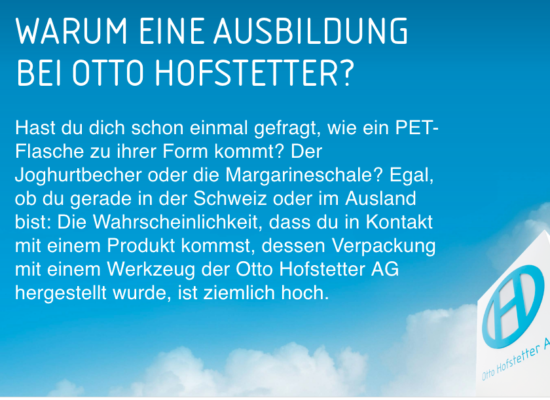 WARUM EINE AUSBILDUNG
BEI OTTO HOFSTETTER?
Hast du dich schon einmal gefragt, wie ein PET-
Flasche zu ihrer Form kommt? Der
Joghurtbecher oder die Margarineschale? Egal,
ob du gerade in der Schweiz oder im Ausland
bist: Die Wahrscheinlichkeit, dass du in Kontakt
mit einem Produkt kommst, dessen Verpackung
mit einem Werkzeug der Otto Hofstetter AG
hergestellt wurde, ist ziemlich hoch.
Otto Hofstetter A